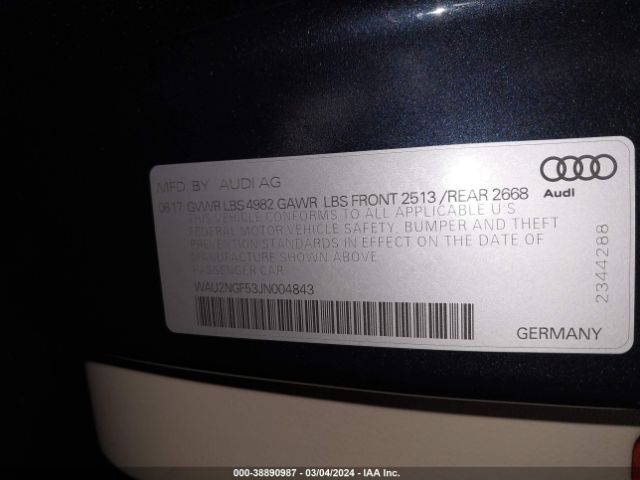 MFD. BY AUDI AG
0617 GVWR LBS 4982 GAWR LBS FRONT 2513 /REAR 2668
THIS VEHICLE CONFORMS TO ALL APPLICABLE U'S
FEDERAL MOTOR VEHICLE SAFETY, BUMPER AND THEFT
PREVENTION STANDARDS IN EFFECT ON THE DATE OF
MANUFACTURE SHOWN ABOVE
PASSENGER CAR
WAU2NGF53JN004843
Audi
2344288
GERMANY
000-38890987 - 03/04/2024 - IAA Inc.